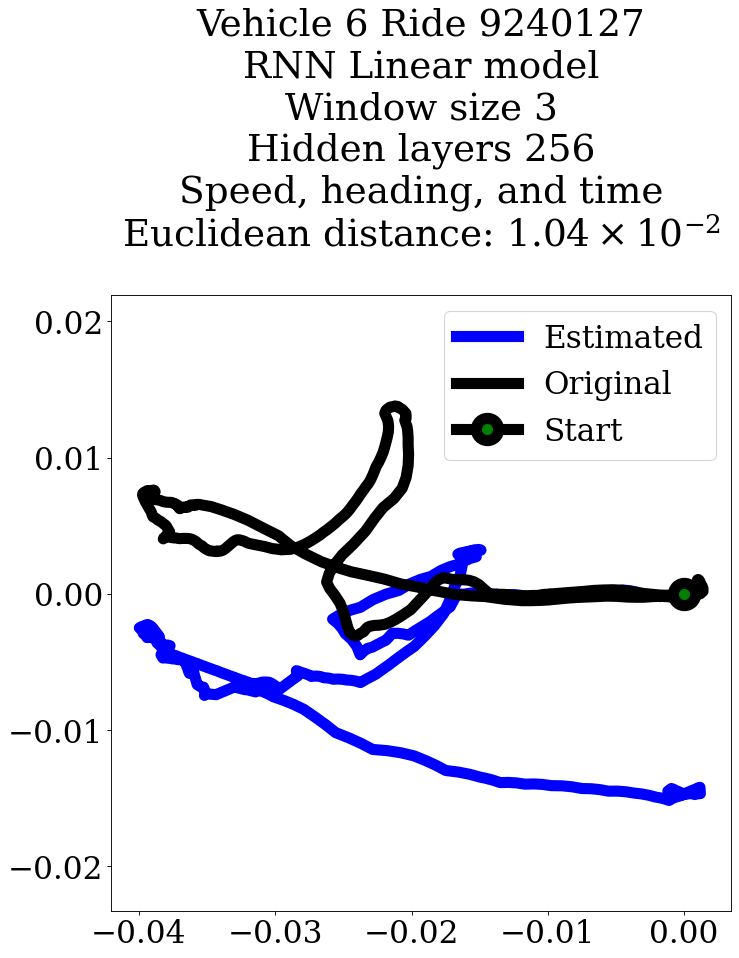 Vehicle 6 Ride 9240127
RNN Linear model
Window size 3
Hidden layers 256
Speed, heading, and time
Euclidean distance: 1.04 × 10⁻²
Estimated
Original
Start
0.02
0.01
0.00
−0.01
−0.02
−0.04 −0.03 −0.02 −0.01 0.00